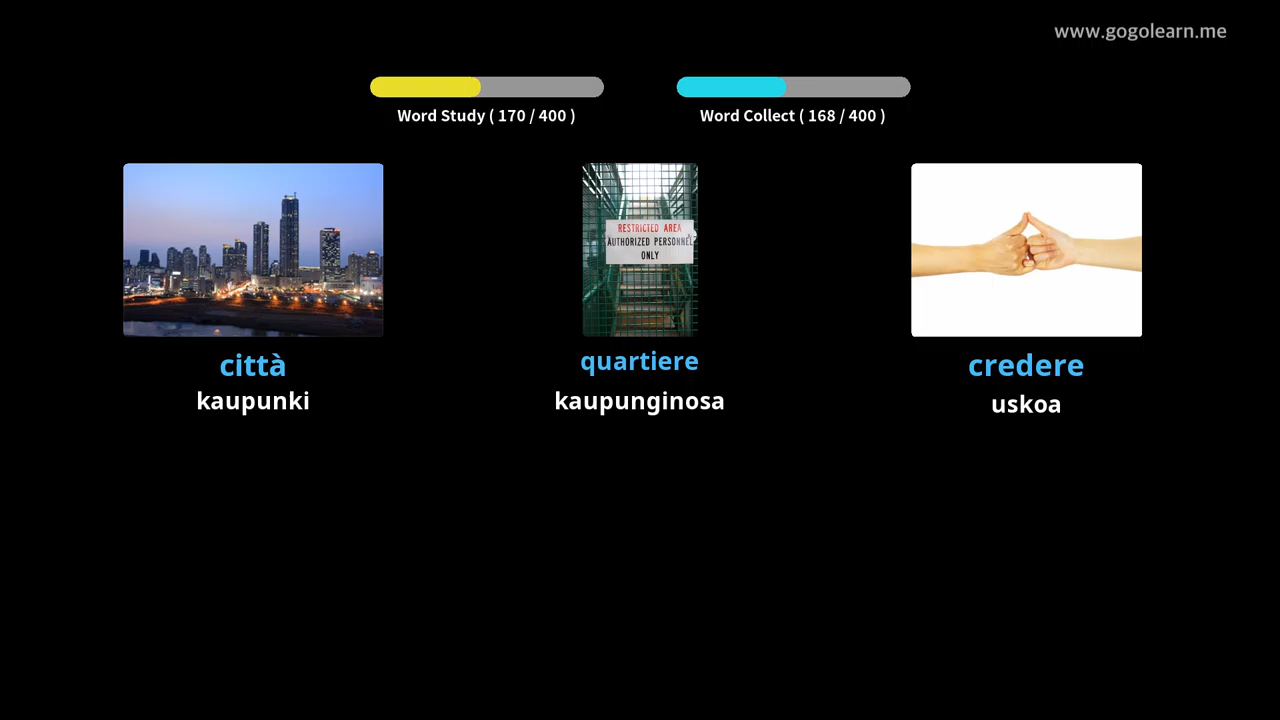 www.gogolearn.me
Word Study ( 170 / 400 )
Word Collect ( 168 / 400 )
RESTRICTED AREA
AUTHORIZED PERSONNEL
ONLY
città
kaupunki
quartiere
kaupunginosa
credere
uskoa